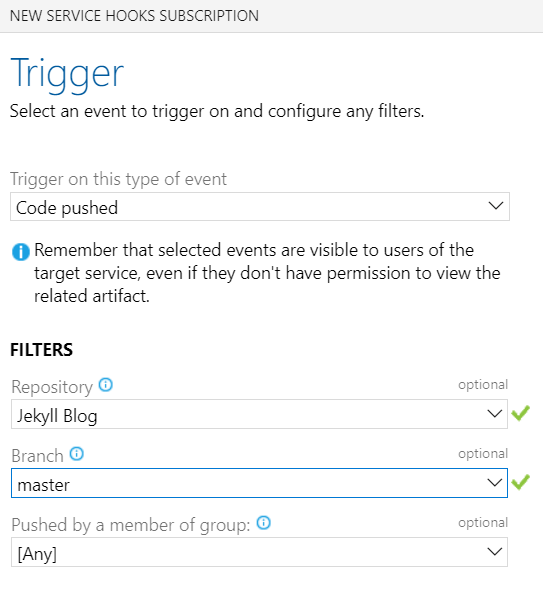 NEW SERVICE HOOKS SUBSCRIPTION
Trigger
Select an event to trigger on and configure any filters.
Trigger on this type of event
Code pushed
Remember that selected events are visible to users of the
target service, even if they don't have permission to view the
related artifact.
FILTERS
Repository optional
Jekyll Blog
Branch optional
master
Pushed by a member of group: optional
[Any]